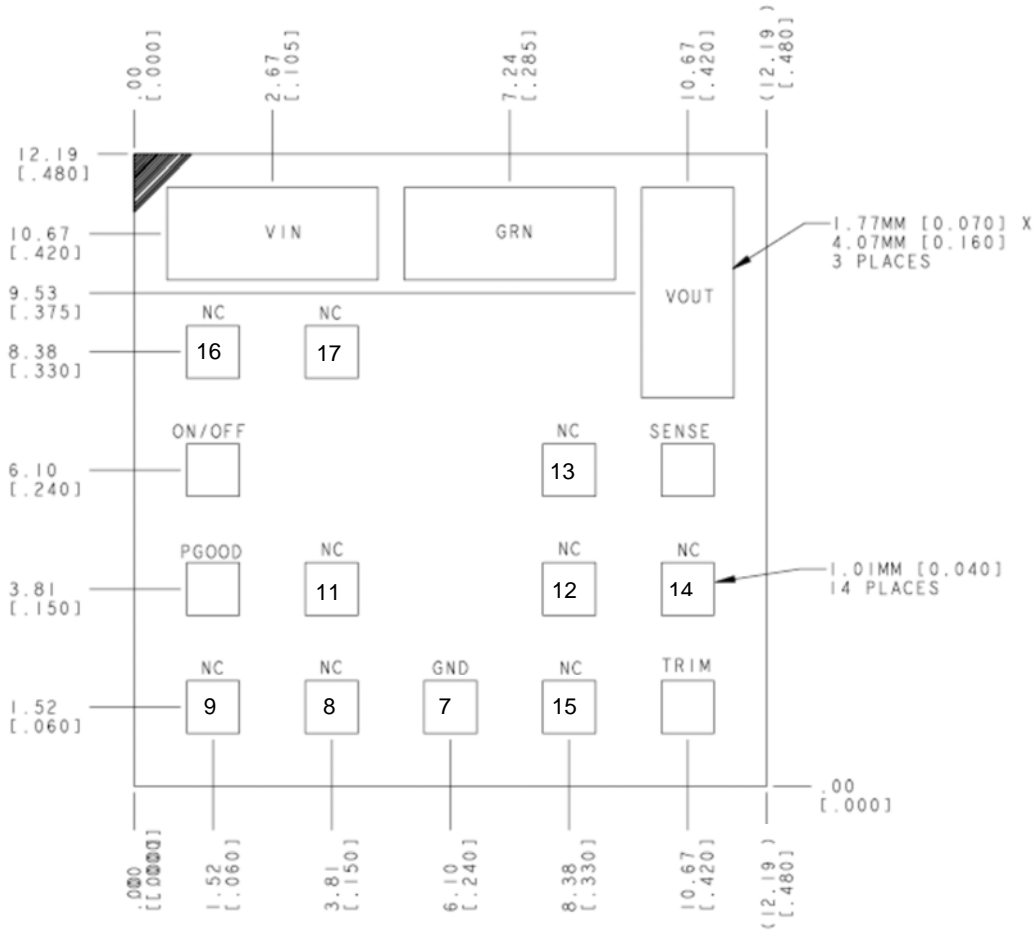 .00
[.000]
2.67
[.105]
7.24
[.285]
10.67
[.420]
(12.19 )
[.480]
12.19
[.480]
10.67
[.420]
VIN
GRN
1.77MM [0.070] X
4.07MM [0.160]
3 PLACES
9.53
[.375]
VOUT
NC
NC
8.38
[.330]
16
17
ON/OFF
NC
SENSE
6.10
[.240]
13
PGOOD
NC
NC
NC
3.81
[.150]
11
12
14
1.01MM [0.040]
14 PLACES
NC
NC
GND
NC
TRIM
1.52
[.060]
9
8
7
15
.00
[.000]
1.52
[.060]
3.81
[.150]
6.10
[.240]
8.38
[.330]
10.67
[.420]
(12.19 )
[.480]